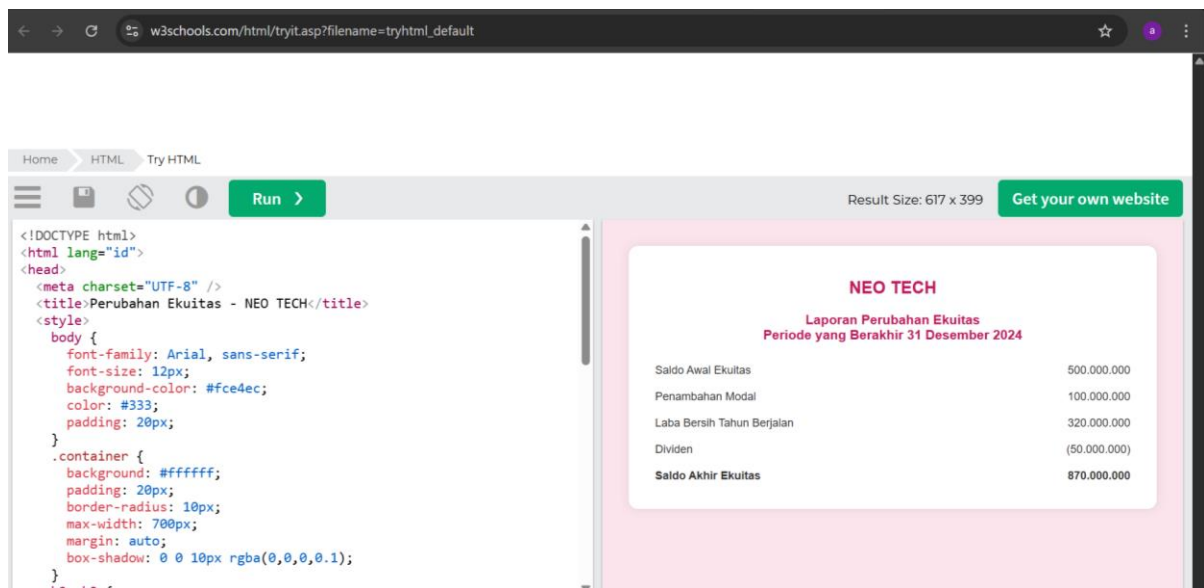 w3schools.com/html/tryit.asp?filename=tryhtml_default
a
Home HTML Try HTML
Run ❯
Result Size: 617 x 399
Get your own website
<!DOCTYPE html>
<html lang="id">
<head>
<meta charset="UTF-8" />
<title>Perubahan Ekuitas - NEO TECH</title>
<style>
body {
font-family: Arial, sans-serif;
font-size: 12px;
background-color: #fce4ec;
color: #333;
padding: 20px;
}
.container {
background: #ffffff;
padding: 20px;
border-radius: 10px;
max-width: 700px;
margin: auto;
box-shadow: 0 0 10px rgba(0,0,0,0.1);
}
NEO TECH
Laporan Perubahan Ekuitas
Periode yang Berakhir 31 Desember 2024
Saldo Awal Ekuitas 500.000.000
Penambahan Modal 100.000.000
Laba Bersih Tahun Berjalan 320.000.000
Dividen (50.000.000)
Saldo Akhir Ekuitas 870.000.000